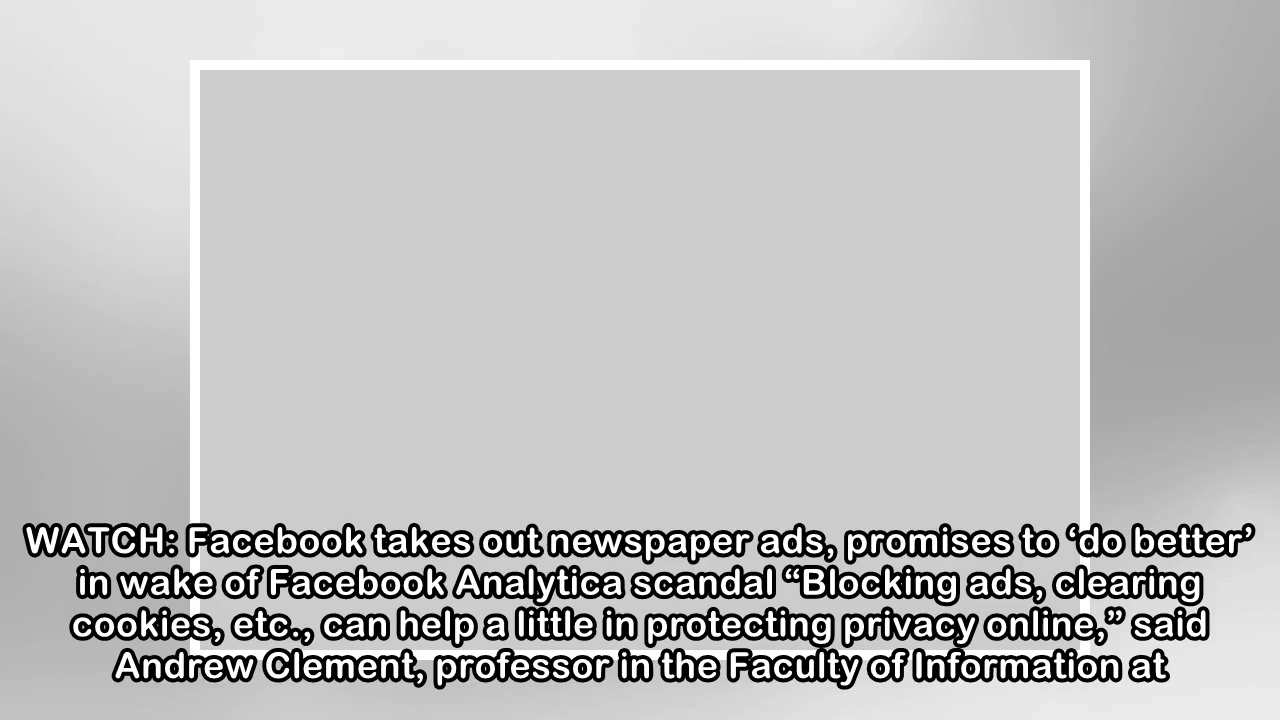 WATCH: Facebook takes out newspaper ads, promises to ‘do better’
in wake of Facebook Analytica scandal “Blocking ads, clearing
cookies, etc., can help a little in protecting privacy online,” said
Andrew Clement, professor in the Faculty of Information at